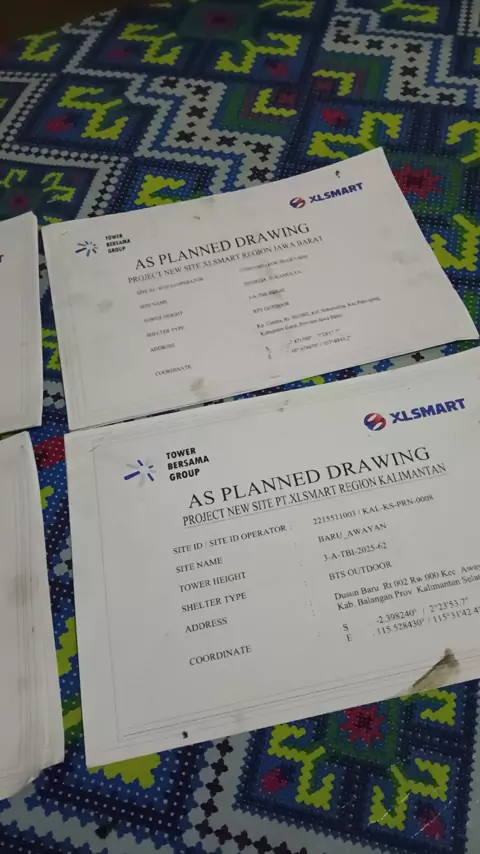 XLSMART
TOWER
BERSAMA
GROUP
AS PLANNED DRAWING
PROJECT NEW SITE XLSMART REGION JAWA BARAT
SITE ID / SITE ID OPERATOR
SITE NAME
TOWER HEIGHT
BTS OUTDOOR
SHELTER TYPE
ADDRESS
COORDINATE
XLSMART
TOWER
BERSAMA
GROUP
AS PLANNED DRAWING
PROJECT NEW SITE PT.XLSMART REGION KALIMANTAN
SITE ID / SITE ID OPERATOR : 2215511003 / KAL-KS-PRN-0008
SITE NAME : BARU_AWAYAN
TOWER HEIGHT : 3-A-TBI-2025-62
SHELTER TYPE : BTS OUTDOOR
ADDRESS : Dusun Baru Rt 002 Rw. 000 Kec
Kab. Balangan Prov Kalimantan
COORDINATE : S -2.398240° / 2°23'53.7"
E 115.528430° / 115°31'42.